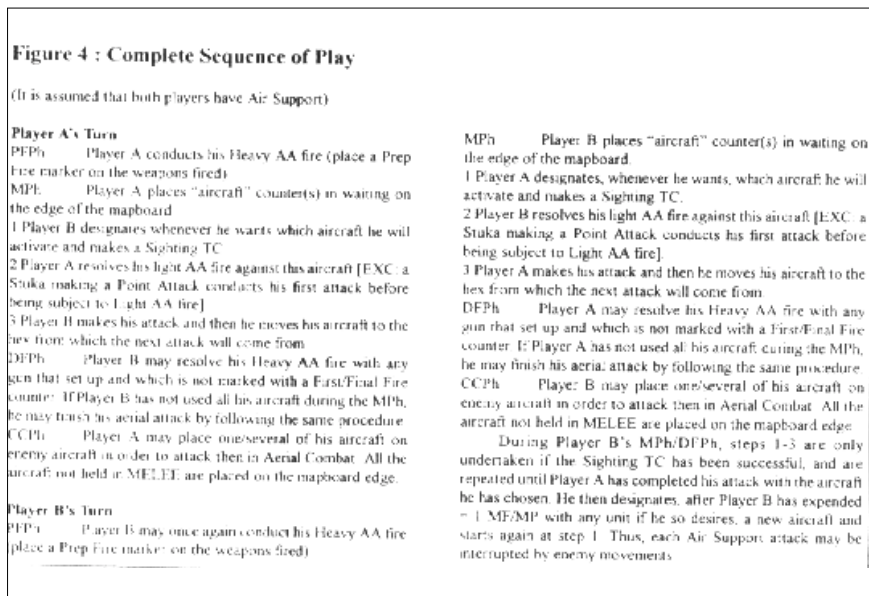 Figure 4 : Complete Sequence of Play
(It is assumed that both players have Air Support)
Player A's Turn
PFPh Player A conducts his Heavy AA fire (place a Prep
Fire marker on the weapons fired)
MPh Player A places "aircraft" counter(s) in waiting on
the edge of the mapboard
1 Player B designates whenever he wants which aircraft he will
activate and makes a Sighting TC
2 Player A resolves his light AA fire against this aircraft [EXC: a
Stuka making a Point Attack conducts his first attack before
being subject to Light AA fire]
3 Player B makes his attack and then he moves his aircraft to the
hex from which the next attack will come from
DFPh Player B may resolve his Heavy AA fire with any
gun that set up and which is not marked with a First/Final Fire
counter. If Player B has not used all his aircraft during the MPh,
he may finish his aerial attack by following the same procedure
CCPh Player A may place one/several of his aircraft on
enemy aircraft in order to attack then in Aerial Combat. All the
aircraft not held in MELEE are placed on the mapboard edge.
Player B's Turn
PFPh Player B may once again conduct his Heavy AA fire
(place a Prep Fire marker on the weapons fired)
MPh Player B places "aircraft" counter(s) in waiting on
the edge of the mapboard.
1 Player A designates, whenever he wants, which aircraft he will
activate and makes a Sighting TC.
2 Player B resolves his light AA fire against this aircraft [EXC: a
Stuka making a Point Attack conducts his first attack before
being subject to Light AA fire].
3 Player A makes his attack and then he moves his aircraft to the
hex from which the next attack will come from.
DFPh Player A may resolve his Heavy AA fire with any
gun that set up and which is not marked with a First/Final Fire
counter. If Player A has not used all his aircraft during the MPh,
he may finish his aerial attack by following the same procedure
CCPh Player B may place one/several of his aircraft on
enemy aircraft in order to attack then in Aerial Combat. All the
aircraft not held in MELEE are placed on the mapboard edge
During Player B's MPh/DFPh, steps 1-3 are only
undertaken if the Sighting TC has been successful, and are
repeated until Player A has completed his attack with the aircraft
he has chosen. He then designates, after Player B has expended
1 MF/MP with any unit if he so desires, a new aircraft and
starts again at step 1. Thus, each Air Support attack may be
interrupted by enemy movements